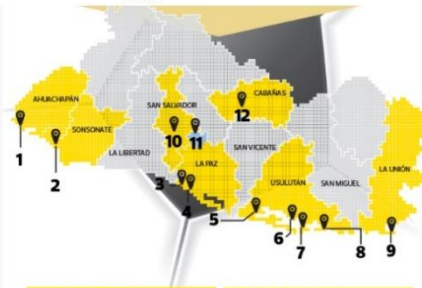 AHUACHAPÁN
SONSONATE
LA LIBERTAD
SAN SALVADOR
CABAÑAS
LA PAZ
SAN VICENTE
USULUTÁN
SAN MIGUEL
LA UNIÓN
1
2
3
4
5
6
7
8
9
10
11
12